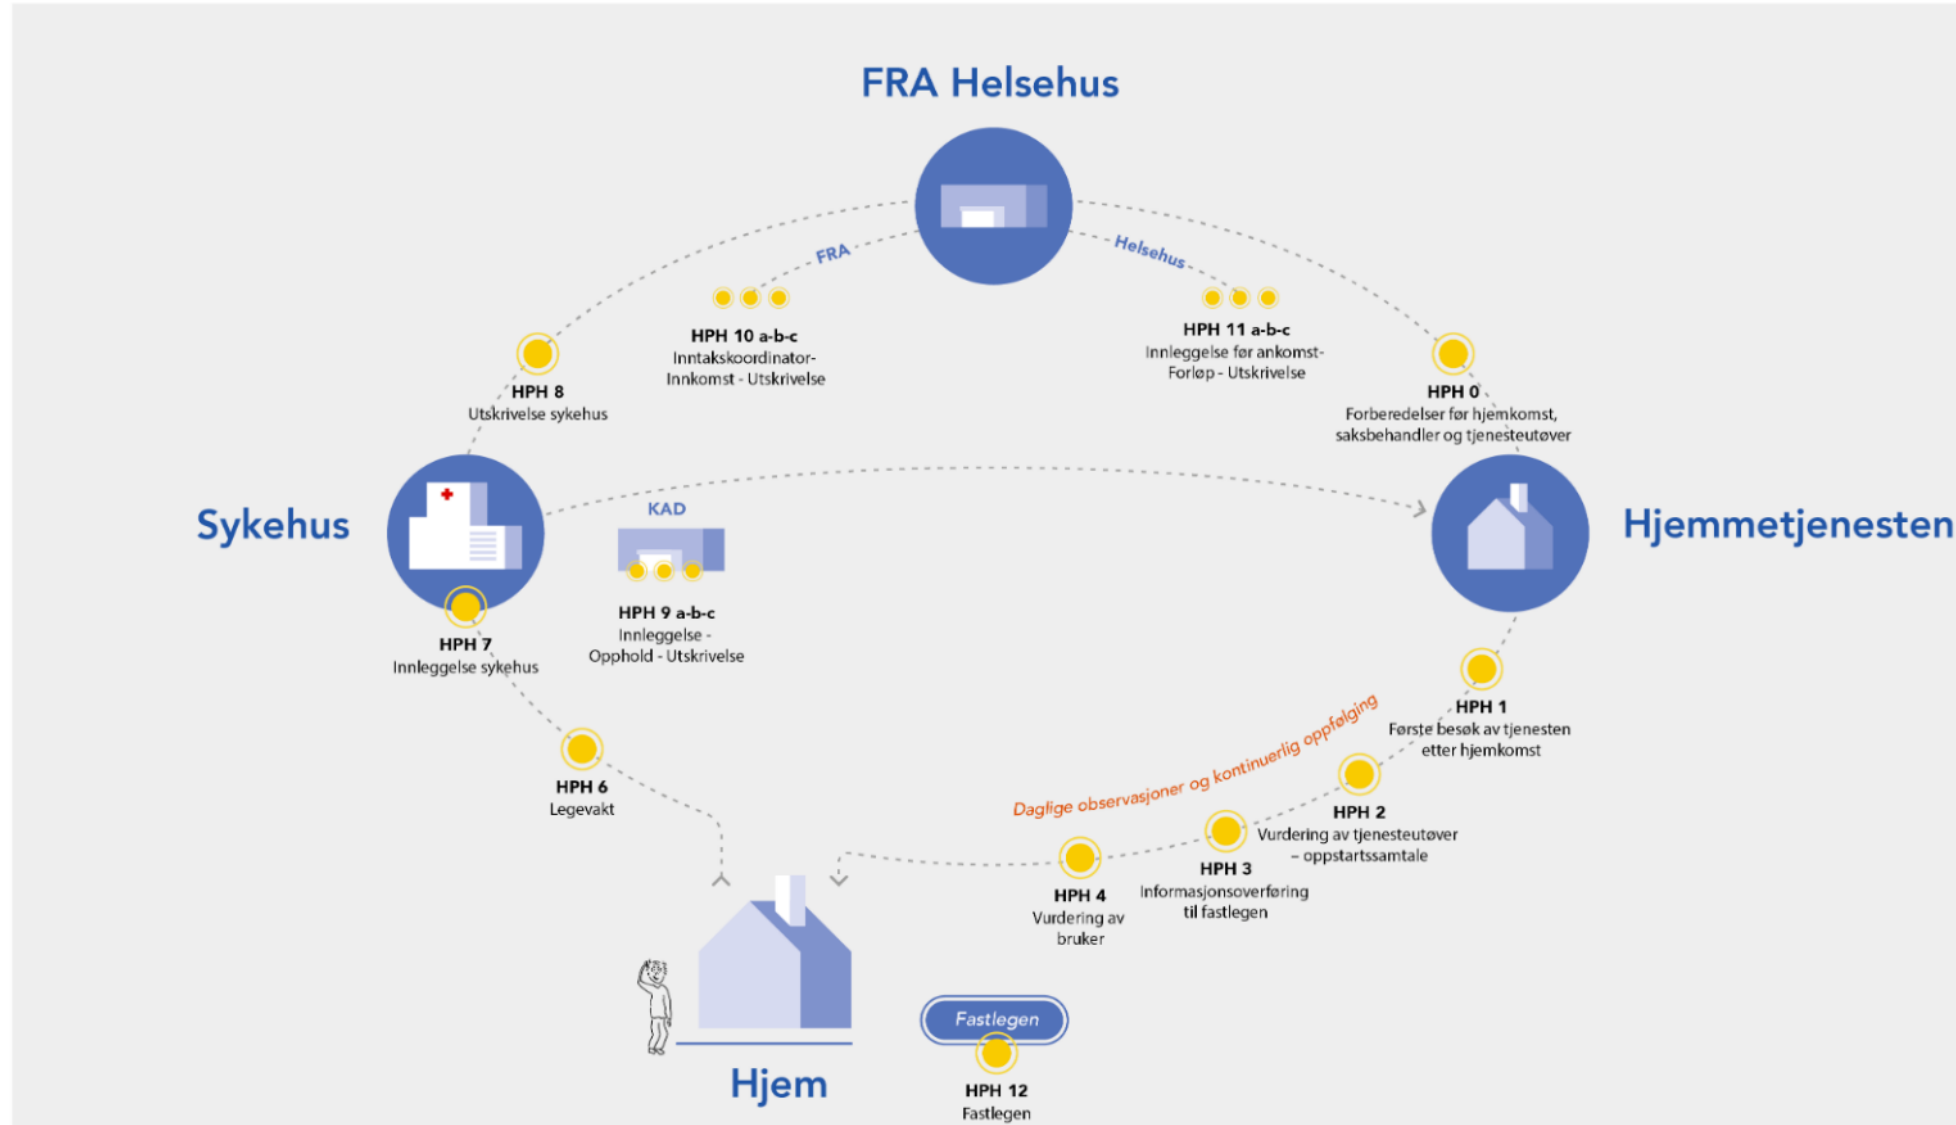 FRA Helsehus
FRA
Helsehus
HPH 10 a-b-c
Inntakskoordinator-
Innkomst - Utskrivelse
HPH 11 a-b-c
Innleggelse før ankomst-
Forløp - Utskrivelse
HPH 8
Utskrivelse sykehus
HPH 0
Forberedelser før hjemkomst,
saksbehandler og tjenesteutøver
Sykehus
KAD
Hjemmetjenesten
HPH 9 a-b-c
Innleggelse -
Opphold - Utskrivelse
HPH 7
Innleggelse sykehus
HPH 1
Første besøk av tjenesten
etter hjemkomst
Daglige observasjoner og kontinuerlig oppfølging
HPH 6
Legevakt
HPH 2
Vurdering av tjenesteutøver
– oppstartssamtale
HPH 3
Informasjonsoverføring
til fastlegen
HPH 4
Vurdering av
bruker
Fastlegen
Hjem
HPH 12
Fastlegen